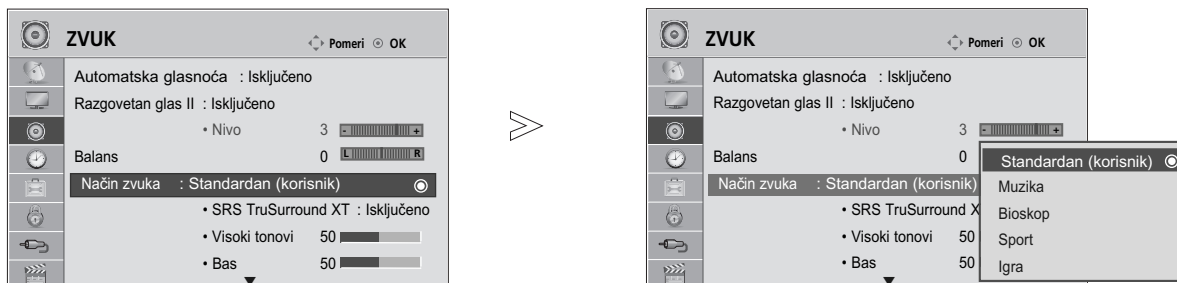 ZVUK Pomeri OK
Automatska glasnoća : Isključeno
Razgovetan glas II : Isključeno
• Nivo 3 - +
Balans 0 L R
Način zvuka : Standardan (korisnik)
• SRS TruSurround XT : Isključeno
• Visoki tonovi 50
• Bas 50
ZVUK Pomeri OK
Automatska glasnoća : Isključeno
Razgovetan glas II : Isključeno
• Nivo 3 - +
Balans 0
Način zvuka : Standardan (korisnik)
• SRS TruSurround X
• Visoki tonovi 50
• Bas 50
Standardan (korisnik)
Muzika
Bioskop
Sport
Igra